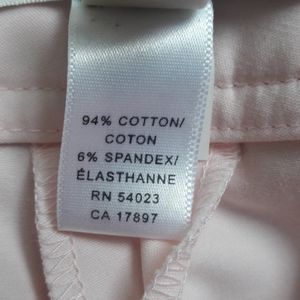 94% COTTON/
COTON
6% SPANDEX/
ÉLASTHANNE
RN 54023
CA 17897